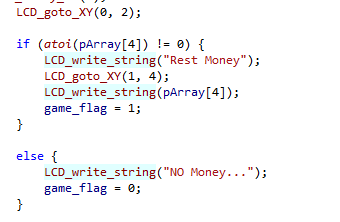 LCD_goto_XY(0, 2);
if (atoi(pArray[4]) != 0) {
LCD_write_string("Rest Money");
LCD_goto_XY(1, 4);
LCD_write_string(pArray[4]);
game_flag = 1;
}
else {
LCD_write_string("NO Money...");
game_flag = 0;
}